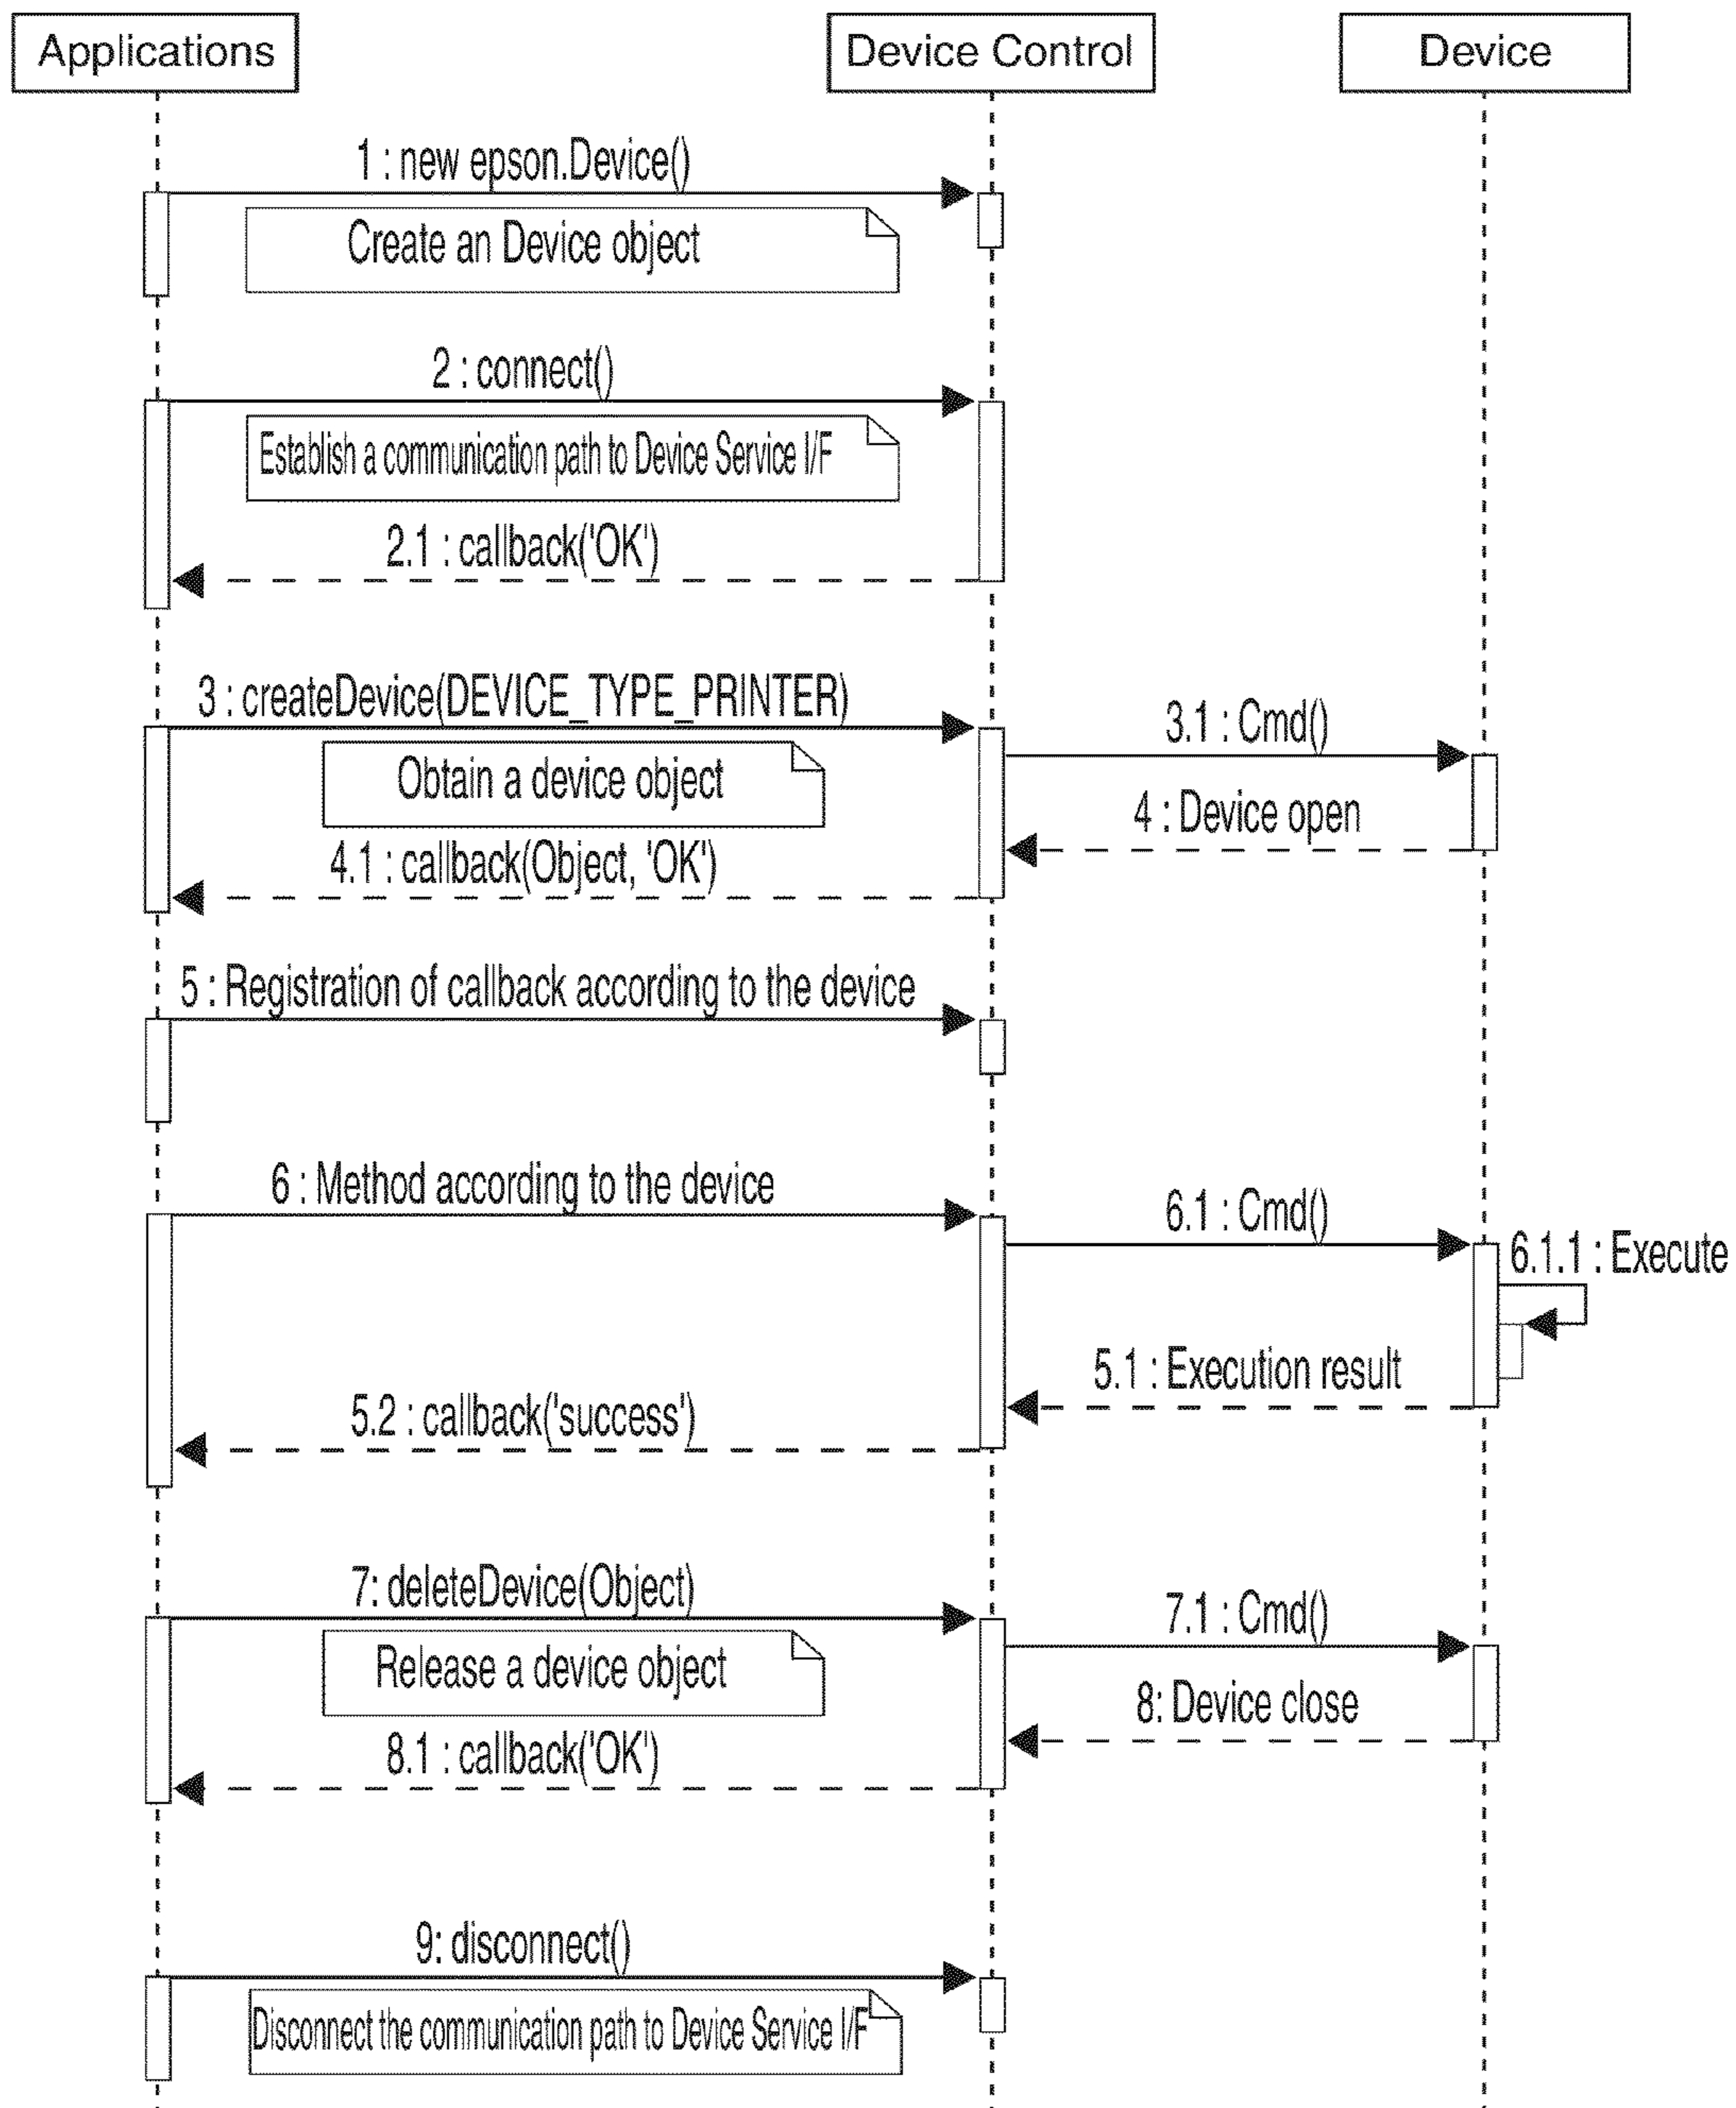 Applications
Device Control
Device
1 : new epson.Device()
Create an Device object
2 : connect()
Establish a communication path to Device Service I/F
2.1 : callback('OK')
3 : createDevice(DEVICE_TYPE_PRINTER)
3.1 : Cmd()
Obtain a device object
4 : Device open
4.1 : callback(Object, 'OK')
5 : Registration of callback according to the device
6 : Method according to the device
6.1 : Cmd()
6.1.1 : Execute
5.1 : Execution result
5.2 : callback('success')
7: deleteDevice(Object)
7.1 : Cmd()
Release a device object
8: Device close
8.1 : callback('OK')
9: disconnect()
Disconnect the communication path to Device Service I/F